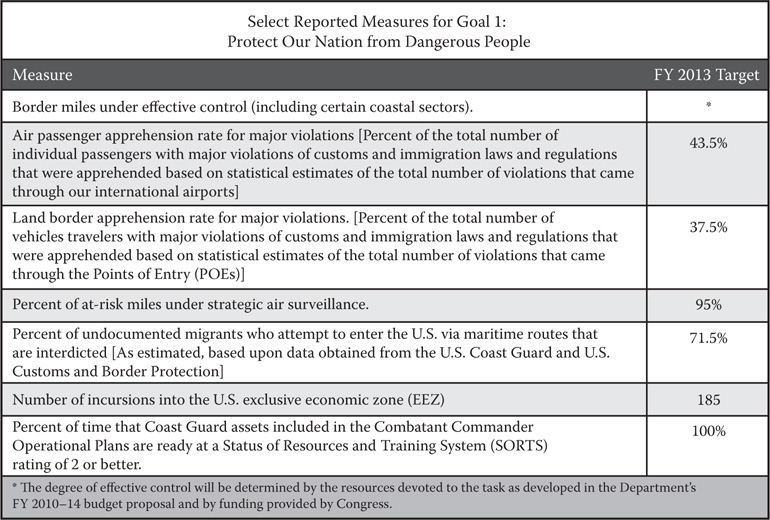 Select Reported Measures for Goal 1:
Protect Our Nation from Dangerous People
Measure FY 2013 Target
Border miles under effective control (including certain coastal sectors). *
Air passenger apprehension rate for major violations [Percent of the total number of
individual passengers with major violations of customs and immigration laws and regulations
that were apprehended based on statistical estimates of the total number of violations that came
through our international airports]
43.5%
Land border apprehension rate for major violations. [Percent of the total number of
vehicles travelers with major violations of customs and immigration laws and regulations that
were apprehended based on statistical estimates of the total number of violations that came
through the Points of Entry (POEs)]
37.5%
Percent of at-risk miles under strategic air surveillance. 95%
Percent of undocumented migrants who attempt to enter the U.S. via maritime routes that
are interdicted [As estimated, based upon data obtained from the U.S. Coast Guard and U.S.
Customs and Border Protection]
71.5%
Number of incursions into the U.S. exclusive economic zone (EEZ) 185
Percent of time that Coast Guard assets included in the Combatant Commander
Operational Plans are ready at a Status of Resources and Training System (SORTS)
rating of 2 or better.
100%
* The degree of effective control will be determined by the resources devoted to the task as developed in the Department's
FY 2010–14 budget proposal and by funding provided by Congress.